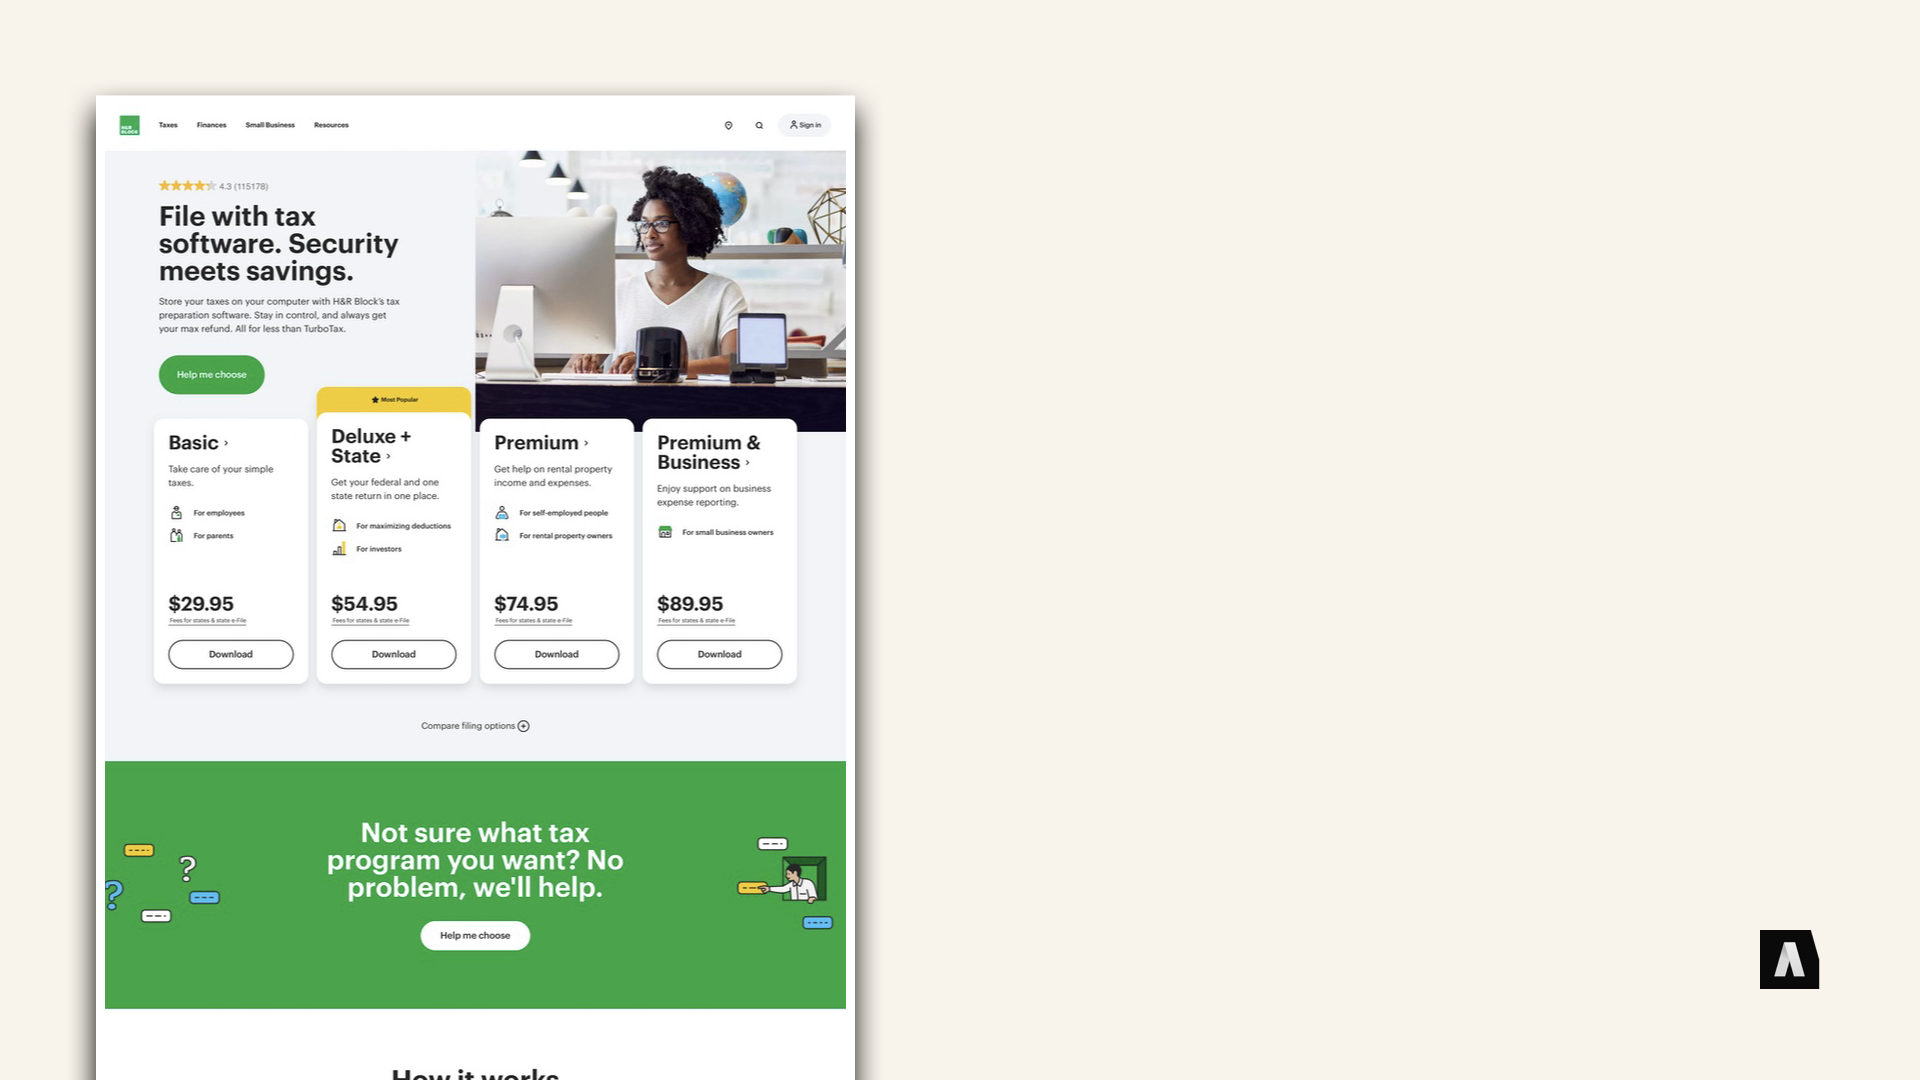 H&R
BLOCK
Taxes
Finances
Small Business
Resources
Sign in
4.3 (115178)
File with tax
software. Security
meets savings.
Store your taxes on your computer with H&R Block's tax
preparation software. Stay in control, and always get
your max refund. All for less than TurboTax.
Help me choose
Basic ›
Take care of your simple
taxes.
For employees
For parents
$29.95
Fees for states & state e-File
Download
Most Popular
Deluxe +
State ›
Get your federal and one
state return in one place.
For maximizing deductions
For investors
$54.95
Fees for states & state e-File
Download
Premium ›
Get help on rental property
income and expenses.
For self-employed people
For rental property owners
$74.95
Fees for states & state e-File
Download
Premium &
Business ›
Enjoy support on business
expense reporting.
For small business owners
$89.95
Fees for states & state e-File
Download
Compare filing options
Not sure what tax
program you want? No
problem, we'll help.
Help me choose
How it works